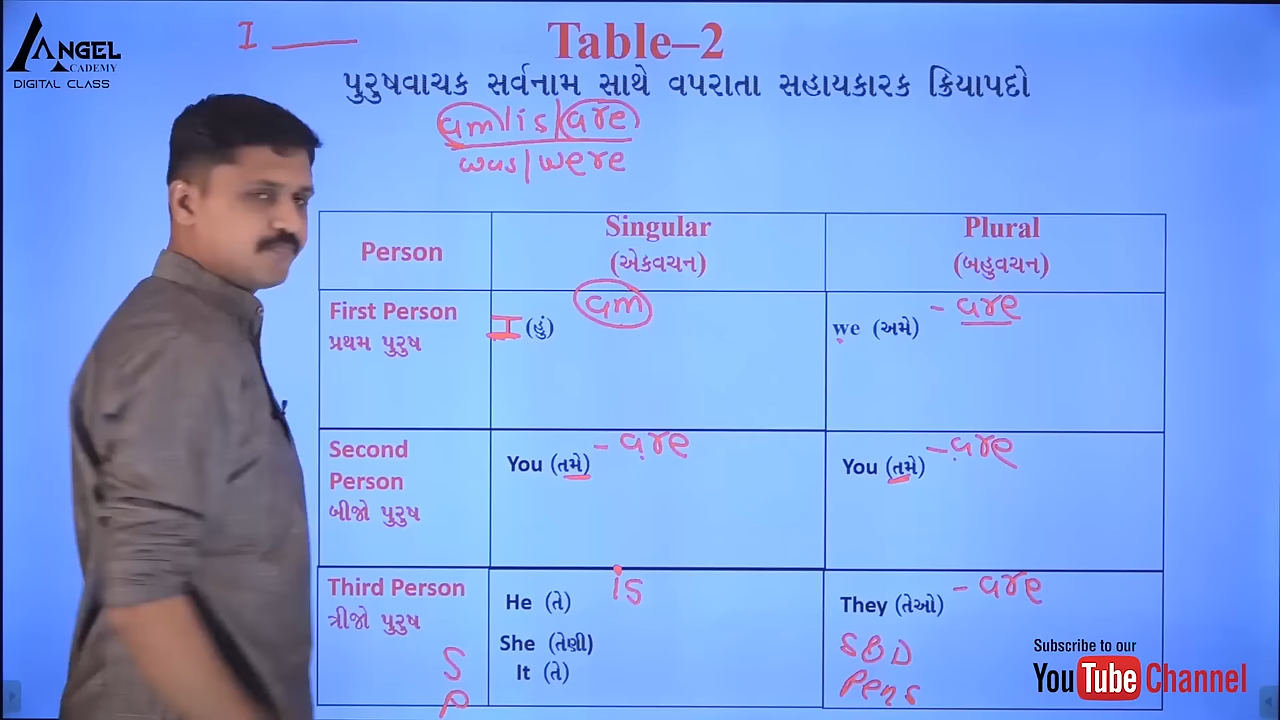 ANGEL
ACADEMY
DIGITAL CLASS
I
Table–2
પુરુષવાચક સર્વનામ સાથે વપરાતા સહાયકારક ક્રિયાપદો
am/is/are
was/were
Person
Singular
(એકવચન)
Plural
(બહુવચન)
First Person
પ્રથમ પુરુષ
I (હું) am
we (અમે) - are
Second
Person
બીજો પુરુષ
You (તમે) - are
You (તમે) - are
Third Person
ત્રીજો પુરુષ
S
P
He (તે) is
She (તેણી)
It (તે)
They (તેઓ) - are
SBD
Pens
Subscribe to our
YouTube Channel